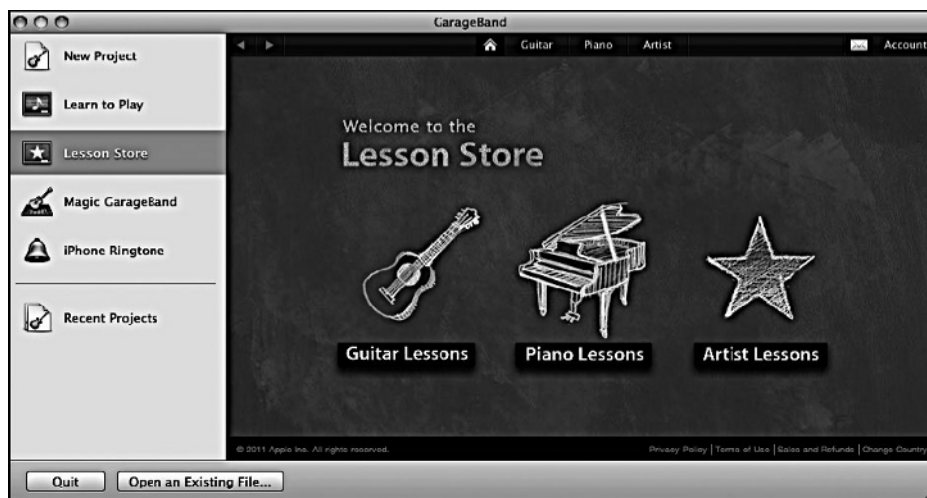 GarageBand
New Project
Learn to Play
Lesson Store
Magic GarageBand
iPhone Ringtone
Recent Projects
Guitar Piano Artist Account
Welcome to the
Lesson Store
Guitar Lessons Piano Lessons Artist Lessons
© 2011 Apple Inc. All rights reserved. Privacy Policy | Terms of Use | Sales and Refunds | Change Country
Quit Open an Existing File...